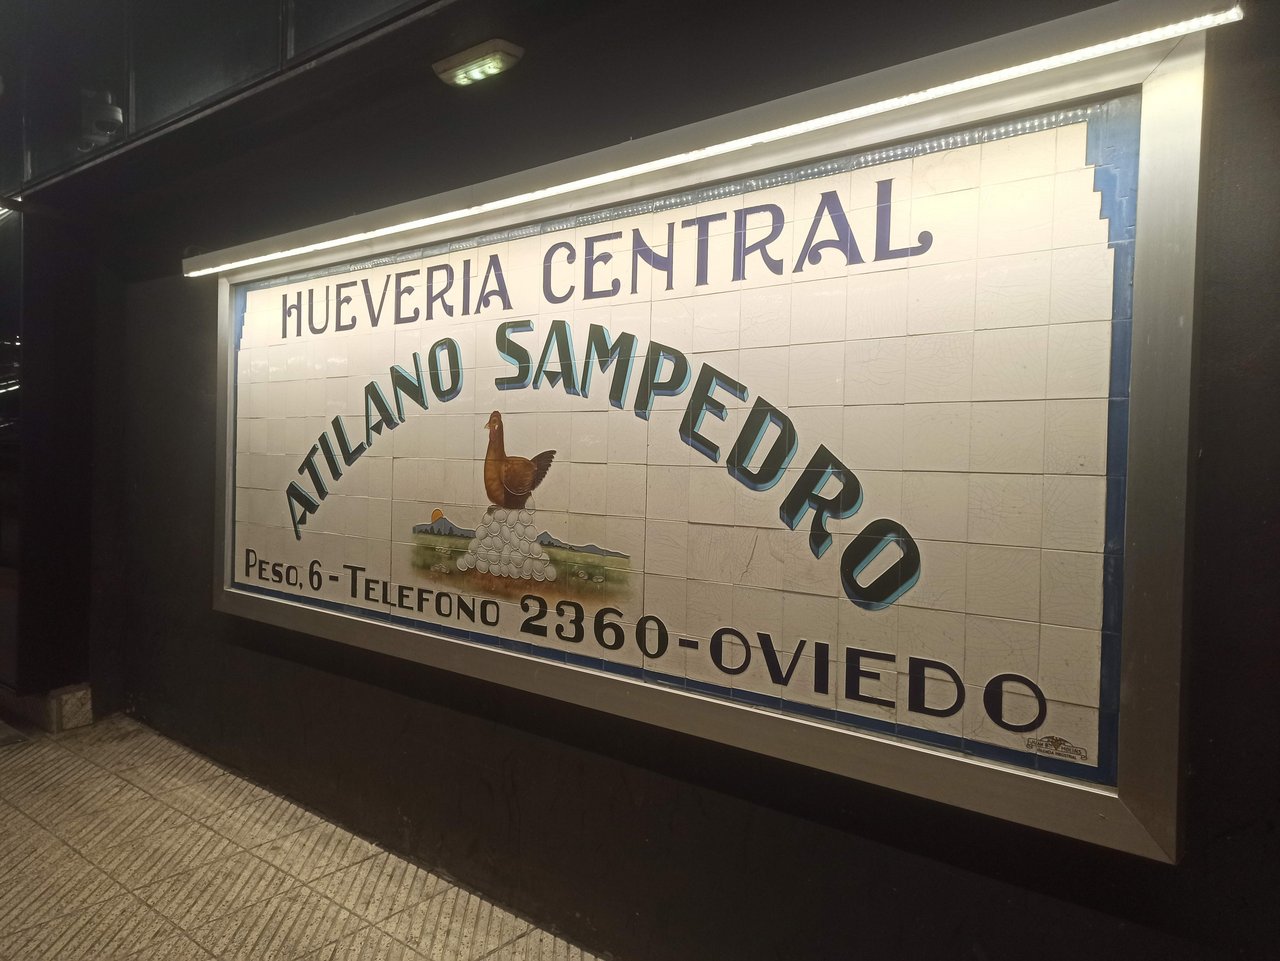 HUEVERIA CENTRAL
ATILANO SAMPEDRO
PESO, 6-TELEFONO 2360-OVIEDO